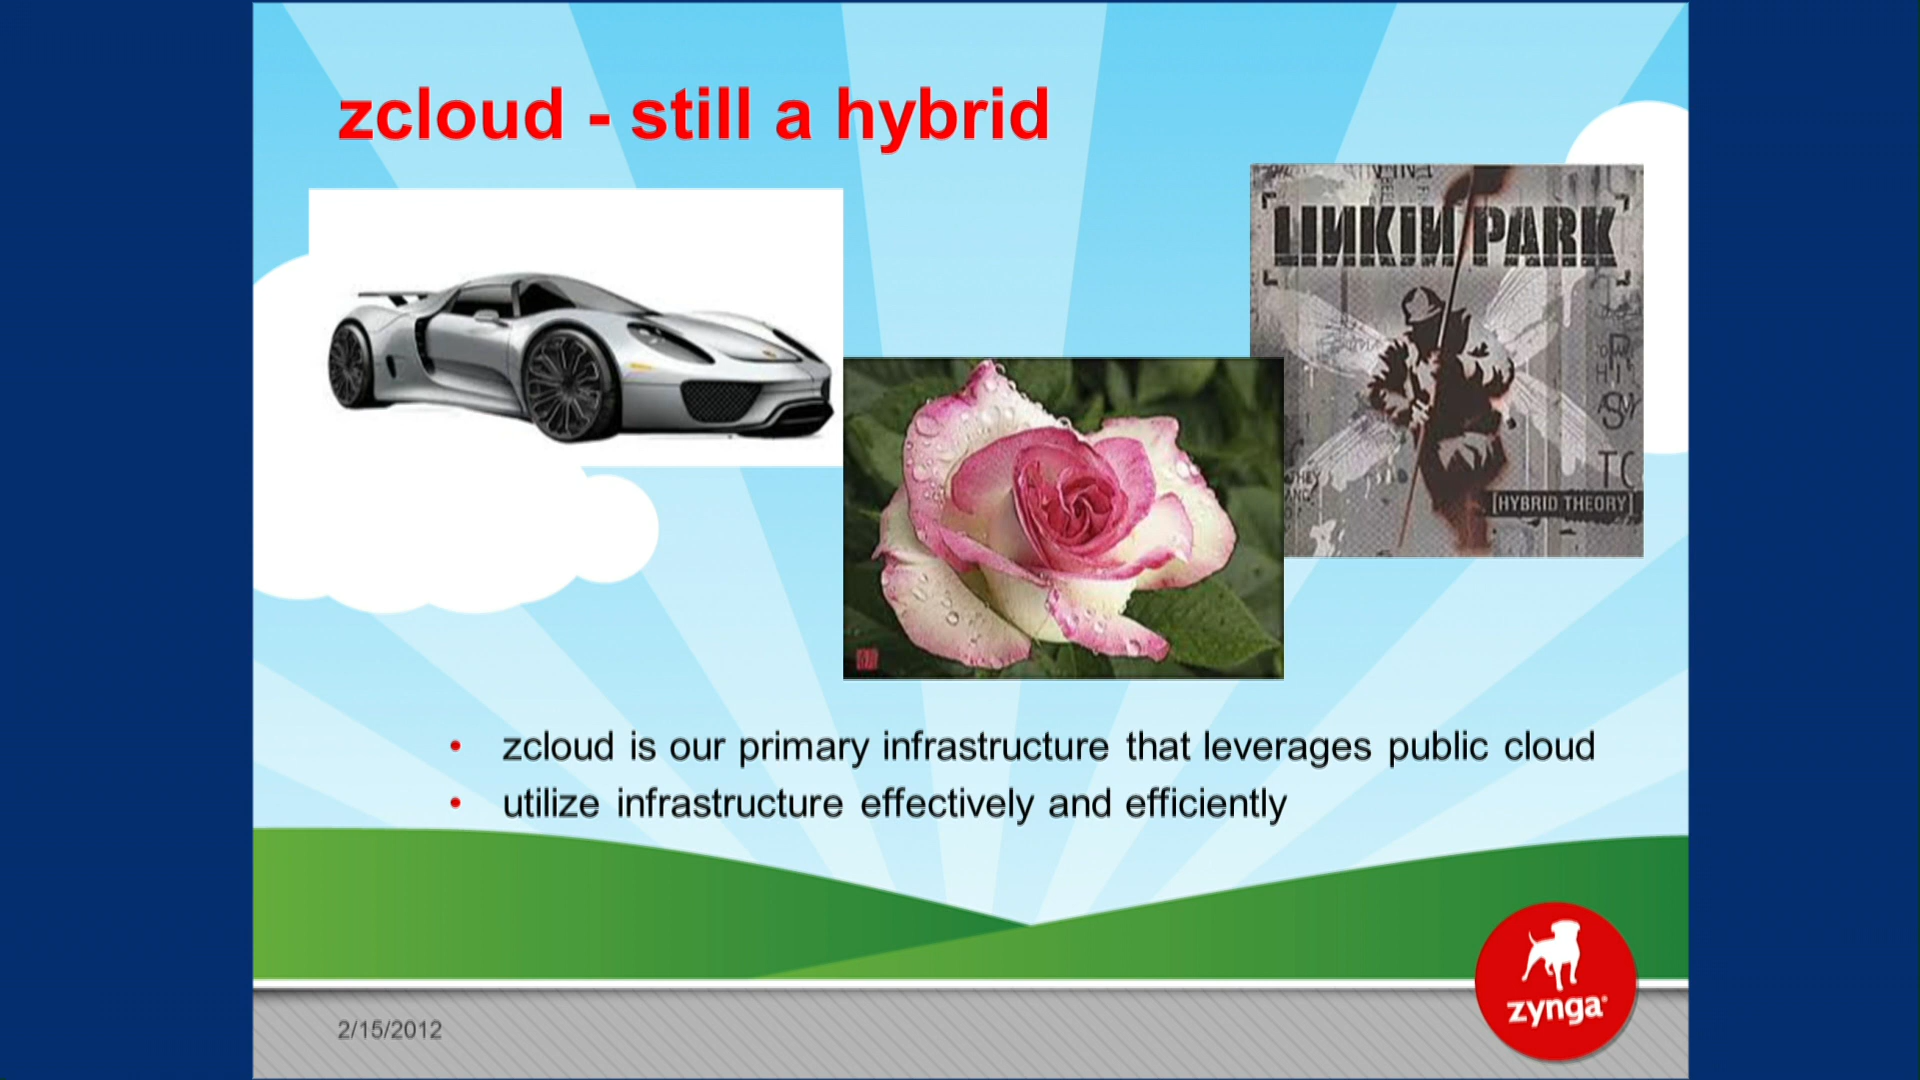 zcloud - still a hybrid
LINKIN PARK
[HYBRID THEORY]
• zcloud is our primary infrastructure that leverages public cloud
• utilize infrastructure effectively and efficiently
zynga
2/15/2012